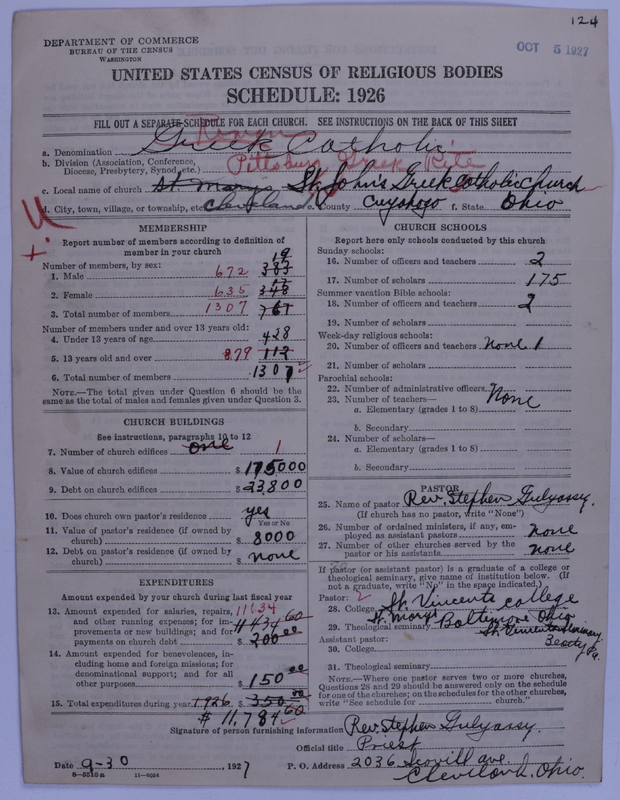 124
DEPARTMENT OF COMMERCE
BUREAU OF THE CENSUS
WASHINGTON
OCT 5 1927
UNITED STATES CENSUS OF RELIGIOUS BODIES
SCHEDULE: 1926
FILL OUT A SEPARATE SCHEDULE FOR EACH CHURCH. SEE INSTRUCTIONS ON THE BACK OF THIS SHEET
a. Denomination Greek Catholic
b. Division (Association, Conference, Diocese, Presbytery, Synod, etc.) Pittsburg Greek Rite
c. Local name of church St Marys St. John's Greek Catholic Church
d. City, town, village, or township, etc. Cleveland e. County Cuyahoga f. State Ohio
MEMBERSHIP
Report number of members according to definition of member in your church
Number of members, by sex:
1. Male 672 383
2. Female 635 348
3. Total number of members 1307 761
Number of members under and over 13 years old:
4. Under 13 years of age 428
5. 13 years old and over 879 112
6. Total number of members 1307
NOTE.—The total given under Question 6 should be the same as the total of males and females given under Question 3.
CHURCH BUILDINGS
See instructions, paragraphs 10 to 12
7. Number of church edifices one 1
8. Value of church edifices $ 175000
9. Debt on church edifices $ 33800
10. Does church own pastor's residence? yes
Yes or No
11. Value of pastor's residence (if owned by church) $ 8000
12. Debt on pastor's residence (if owned by church) $ none
EXPENDITURES
Amount expended by your church during last fiscal year
13. Amount expended for salaries, repairs, and other running expenses; for improvements or new buildings; and for payments on church debt 11634 60 $ 200 00
14. Amount expended for benevolences, including home and foreign missions; for denominational support; and for all other purposes $ 150 00
15. Total expenditures during year 1926 $ 350 00
$ 11,784 60
CHURCH SCHOOLS
Report here only schools conducted by this church
Sunday schools:
16. Number of officers and teachers 2
17. Number of scholars 175
Summer vacation Bible schools:
18. Number of officers and teachers 2
19. Number of scholars
Week-day religious schools:
20. Number of officers and teachers None 1
21. Number of scholars
Parochial schools:
22. Number of administrative officers
23. Number of teachers— None
a. Elementary (grades 1 to 8)
b. Secondary
24. Number of scholars—
a. Elementary (grades 1 to 8)
b. Secondary
PASTOR
25. Name of pastor Rev. Stephen Gulyassy.
(If church has no pastor, write "None")
26. Number of ordained ministers, if any, employed as assistant pastors none
27. Number of other churches served by the pastor or his assistants none
If pastor (or assistant pastor) is a graduate of a college or theological seminary, give name of institution below. (If not a graduate, write "No" in the space indicated.)
Pastor: 2
28. College St. Vincents College
29. Theological seminary St. Marys Baltimore Ohio
St. Vincent Seminary
Beatty Pa.
Assistant pastor:
30. College
31. Theological seminary
NOTE.—Where one pastor serves two or more churches, Questions 28 and 29 should be answered only on the schedule for one of the churches; on the schedules for the other churches, write "See schedule for church."
Signature of person furnishing information Rev. Stephen Gulyassy.
Official title Priest
Date 9-30, 1927 P. O. Address 2036 Scovill ave.
Cleveland, Ohio.
8-5515a 11-6034